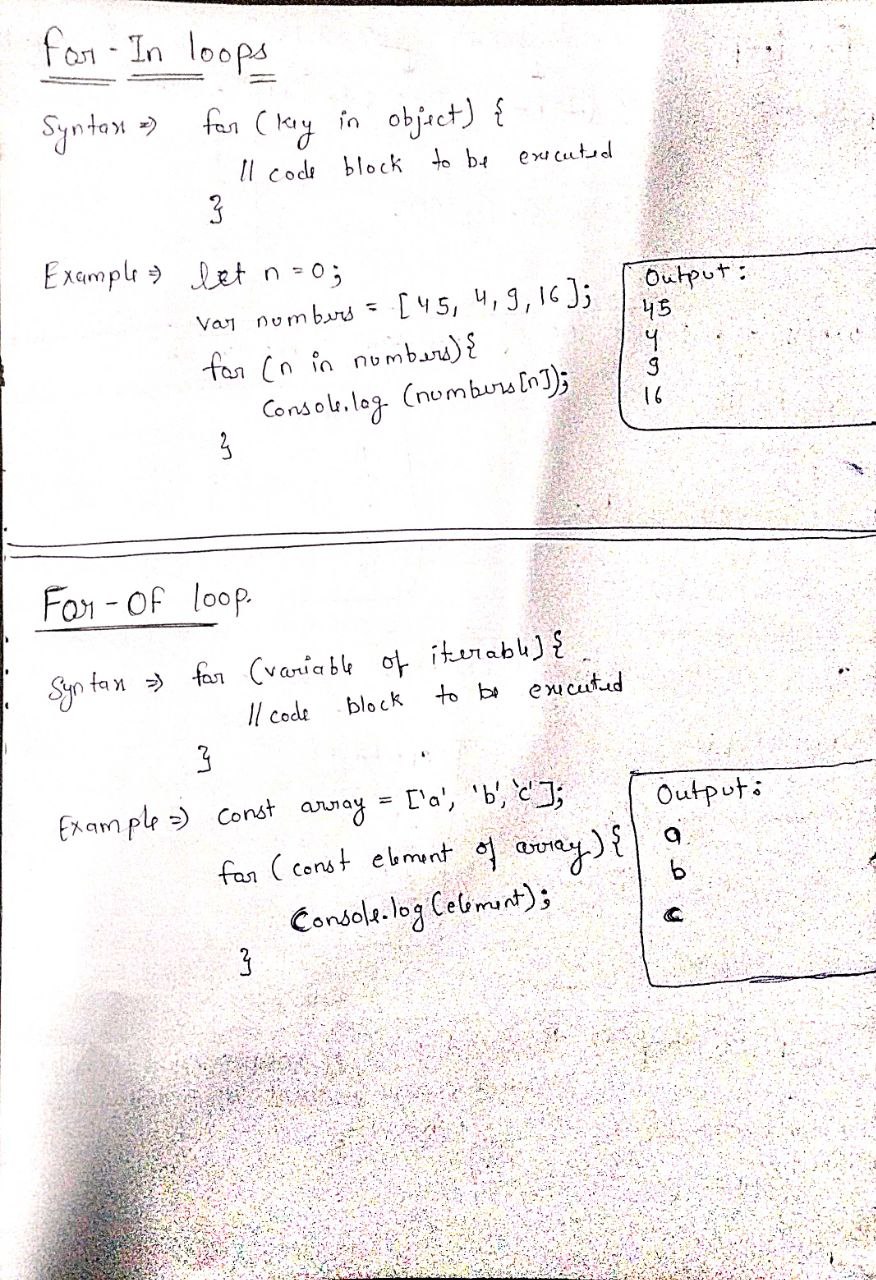 For-In loops
Syntax ⇒ for (key in object) {
// code block to be executed
}
Example ⇒ let n = 0;
var numbers = [45, 4, 9, 16];
for (n in numbers){
Console.log (numbers[n]);
}
Output:
45
4
9
16
For-OF loop.
Syntax ⇒ for (variable of iterable) {
// code block to be executed
}
Example ⇒ const array = ['a', 'b', 'c'];
for (const element of array) {
Console.log (element);
}
Output:
a
b
c